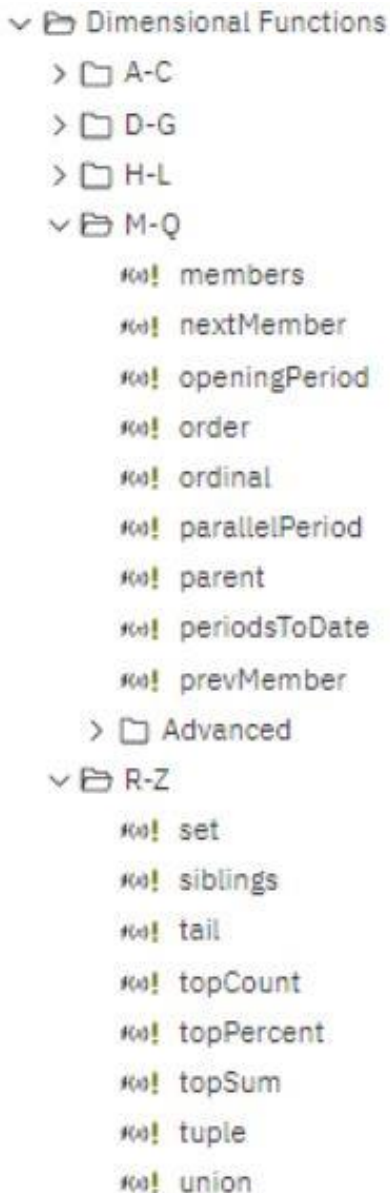 Dimensional Functions
A-C
D-G
H-L
M-Q
f(x)! members
f(x)! nextMember
f(x)! openingPeriod
f(x)! order
f(x)! ordinal
f(x)! parallelPeriod
f(x)! parent
f(x)! periodsToDate
f(x)! prevMember
Advanced
R-Z
f(x)! set
f(x)! siblings
f(x)! tail
f(x)! topCount
f(x)! topPercent
f(x)! topSum
f(x)! tuple
f(x)! union